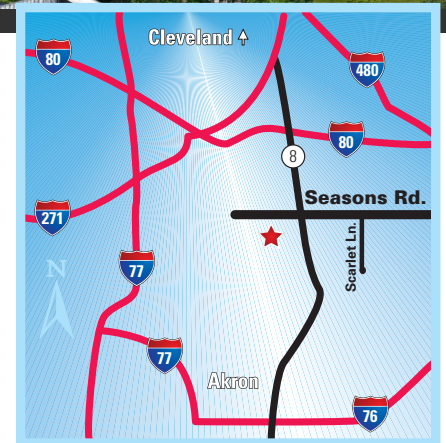 Cleveland
80
480
80
8
Seasons Rd.
271
Scarlet Ln.
N
77
77
Akron
76